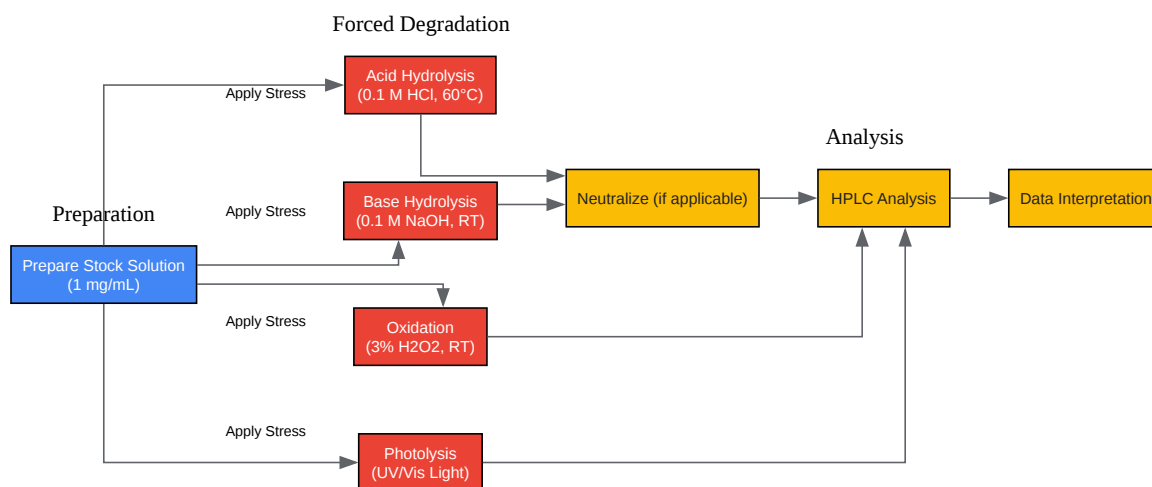 Forced Degradation
Acid Hydrolysis
(0.1 M HCl, 60°C)
Apply Stress
Analysis
Base Hydrolysis
(0.1 M NaOH, RT)
Neutralize (if applicable)
HPLC Analysis
Data Interpretation
Apply Stress
Preparation
Prepare Stock Solution
(1 mg/mL)
Apply Stress
Oxidation
(3% H2O2, RT)
Apply Stress
Photolysis
(UV/Vis Light)